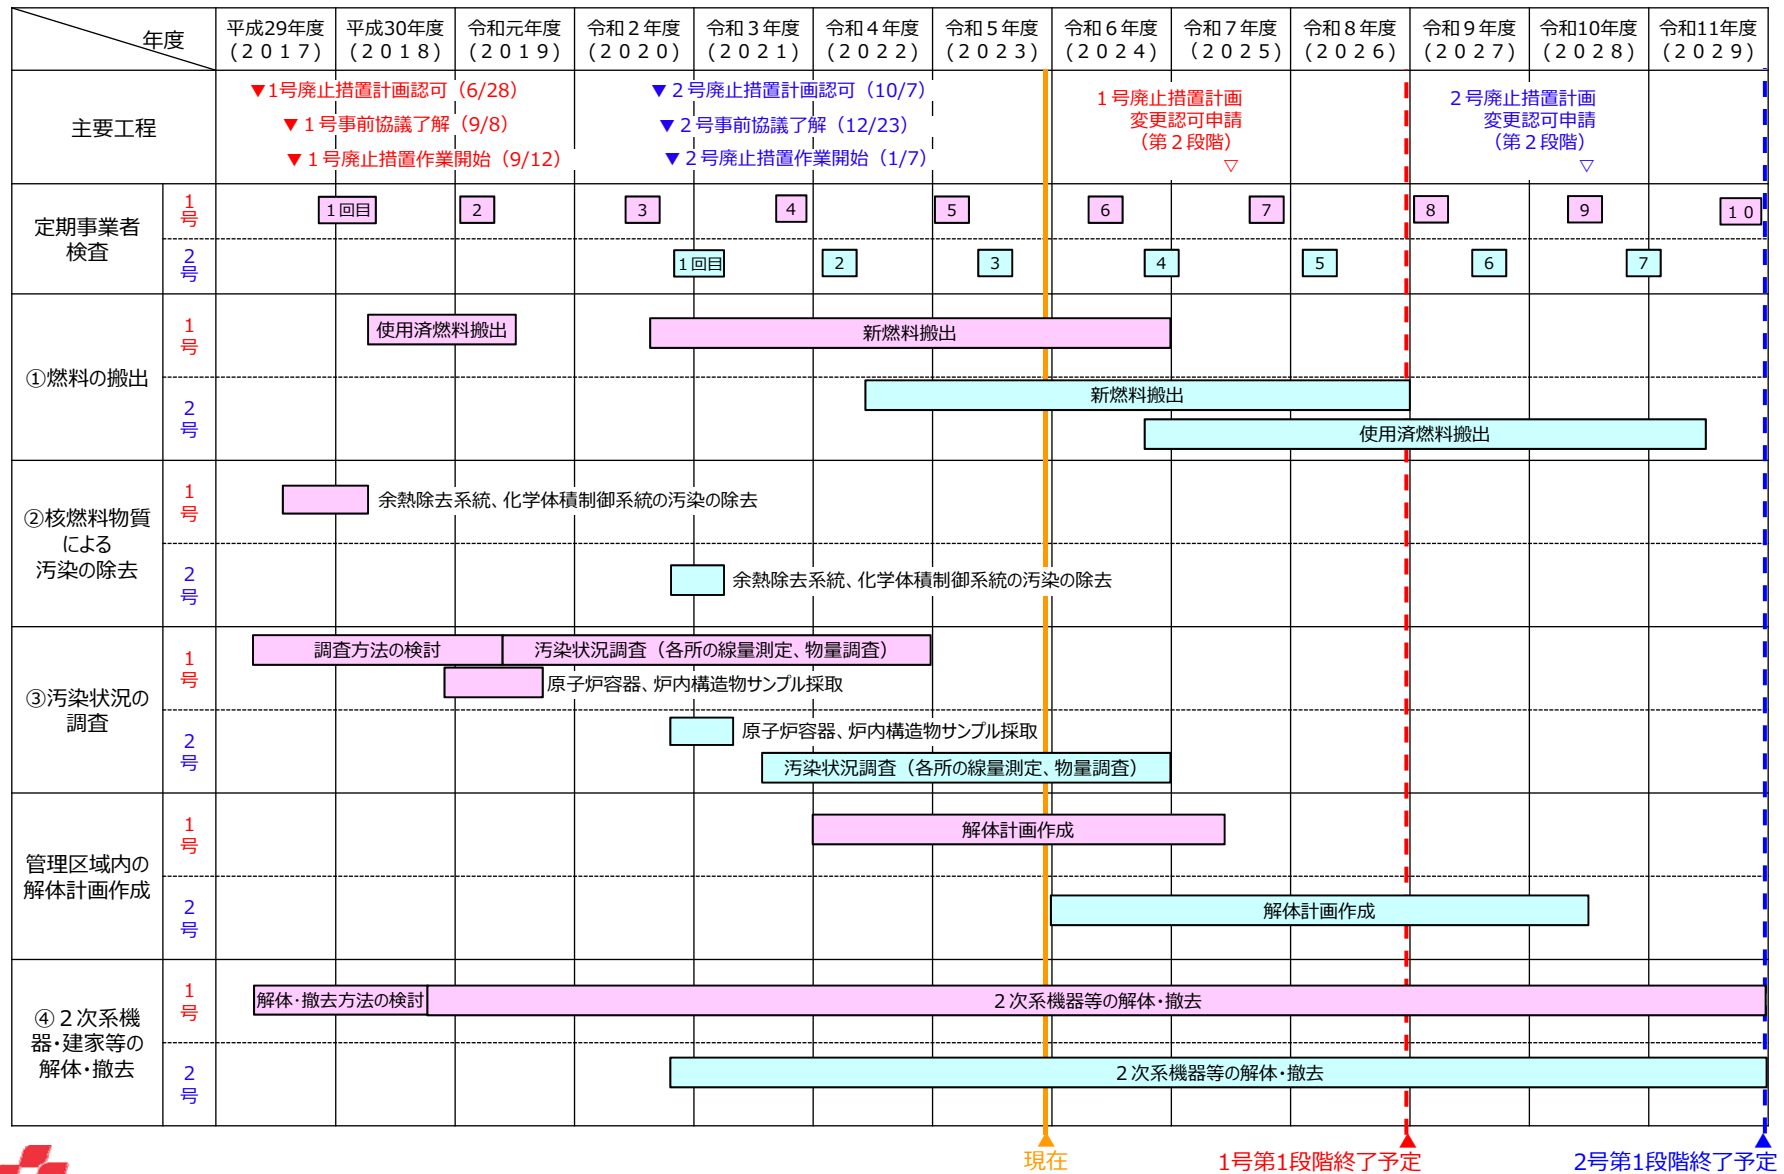 年度
平成29年度
(２０１７)
平成30年度
(２０１８)
令和元年度
(２０１９)
令和２年度
(２０２０)
令和３年度
(２０２１)
令和４年度
(２０２２)
令和５年度
(２０２３)
令和６年度
(２０２４)
令和７年度
(２０２５)
令和８年度
(２０２６)
令和９年度
(２０２７)
令和10年度
(２０２８)
令和11年度
(２０２９)
主要工程
▼1号廃止措置計画認可（6/28）
▼１号事前協議了解（9/8）
▼１号廃止措置作業開始（9/12）
▼２号廃止措置計画認可（10/7）
▼２号事前協議了解（12/23）
▼２号廃止措置作業開始（1/7）
１号廃止措置計画
変更認可申請
（第２段階）
▽
２号廃止措置計画
変更認可申請
（第２段階）
▽
定期事業者
検査
1
号
1回目
2
3
4
5
6
7
8
9
１０
2
号
1回目
2
3
4
5
6
7
①燃料の搬出
1
号
使用済燃料搬出
新燃料搬出
2
号
新燃料搬出
使用済燃料搬出
②核燃料物質
による
汚染の除去
1
号
余熱除去系統、化学体積制御系統の汚染の除去
2
号
余熱除去系統、化学体積制御系統の汚染の除去
③汚染状況の
調査
1
号
調査方法の検討
汚染状況調査（各所の線量測定、物量調査）
原子炉容器、炉内構造物サンプル採取
2
号
原子炉容器、炉内構造物サンプル採取
汚染状況調査（各所の線量測定、物量調査）
管理区域内の
解体計画作成
1
号
解体計画作成
2
号
解体計画作成
④２次系機
器・建家等の
解体・撤去
1
号
解体・撤去方法の検討
２次系機器等の解体・撤去
2
号
２次系機器等の解体・撤去
現在
1号第1段階終了予定
2号第1段階終了予定